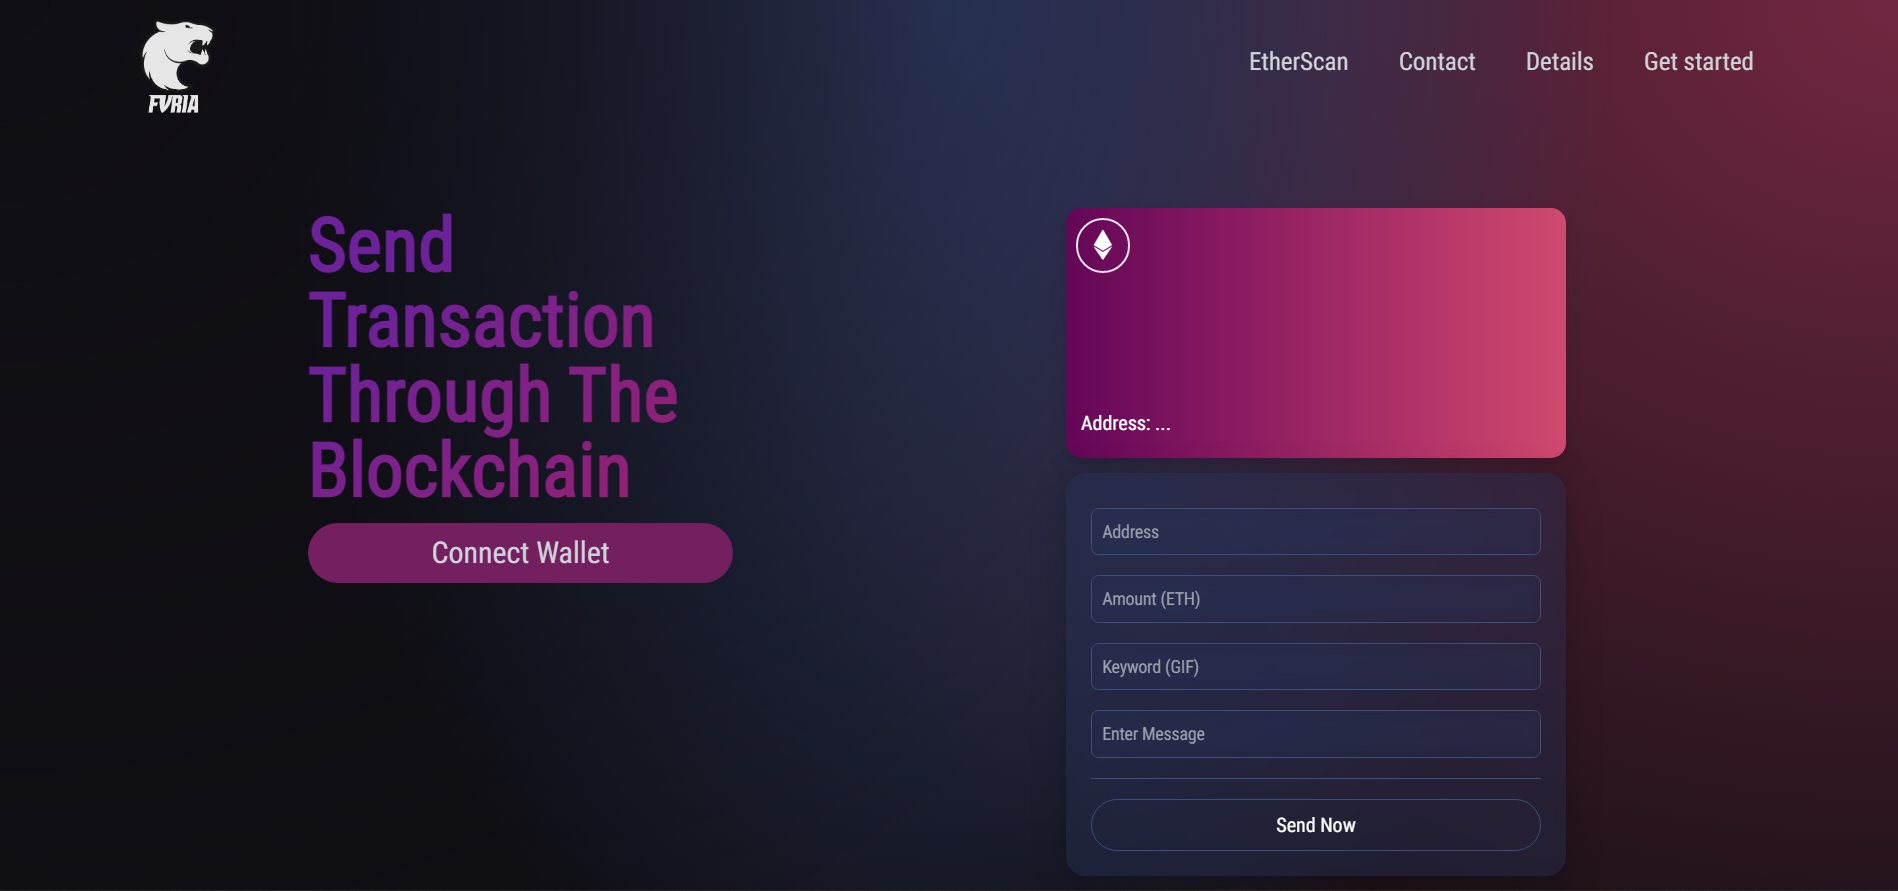 FVRIA
EtherScan
Contact
Details
Get started
Send
Transaction
Through The
Blockchain
Connect Wallet
Address: ...
Address
Amount (ETH)
Keyword (GIF)
Enter Message
Send Now